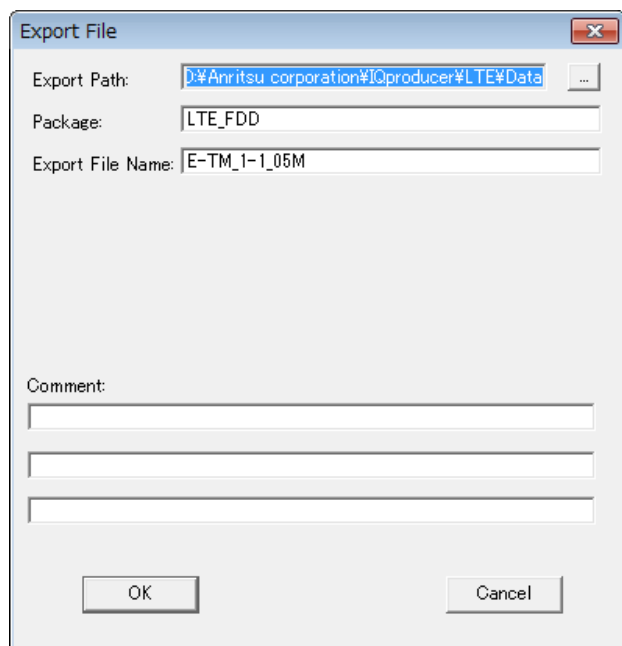 Export File
Export Path: D:¥Anritsu corporation¥IQproducer¥LTE¥Data ...
Package: LTE_FDD
Export File Name: E-TM_1-1_05M
Comment:
OK Cancel